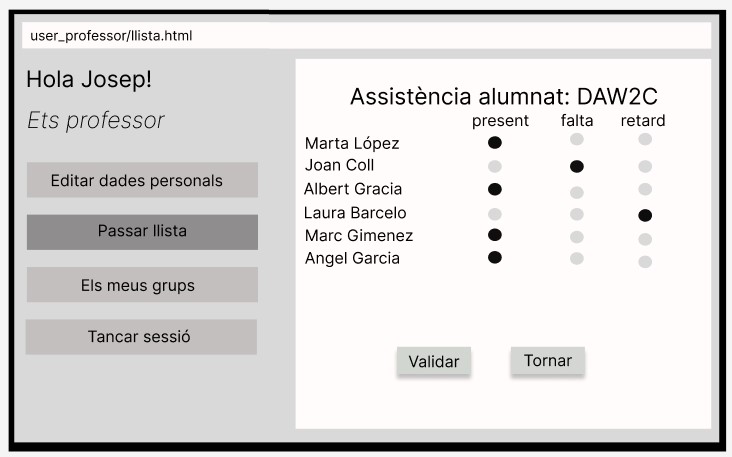 user_professor/llista.html
Hola Josep!
Ets professor
Editar dades personals
Passar llista
Els meus grups
Tancar sessió
Assistència alumnat: DAW2C
present falta retard
Marta López
Joan Coll
Albert Gracia
Laura Barcelo
Marc Gimenez
Angel Garcia
Validar Tornar